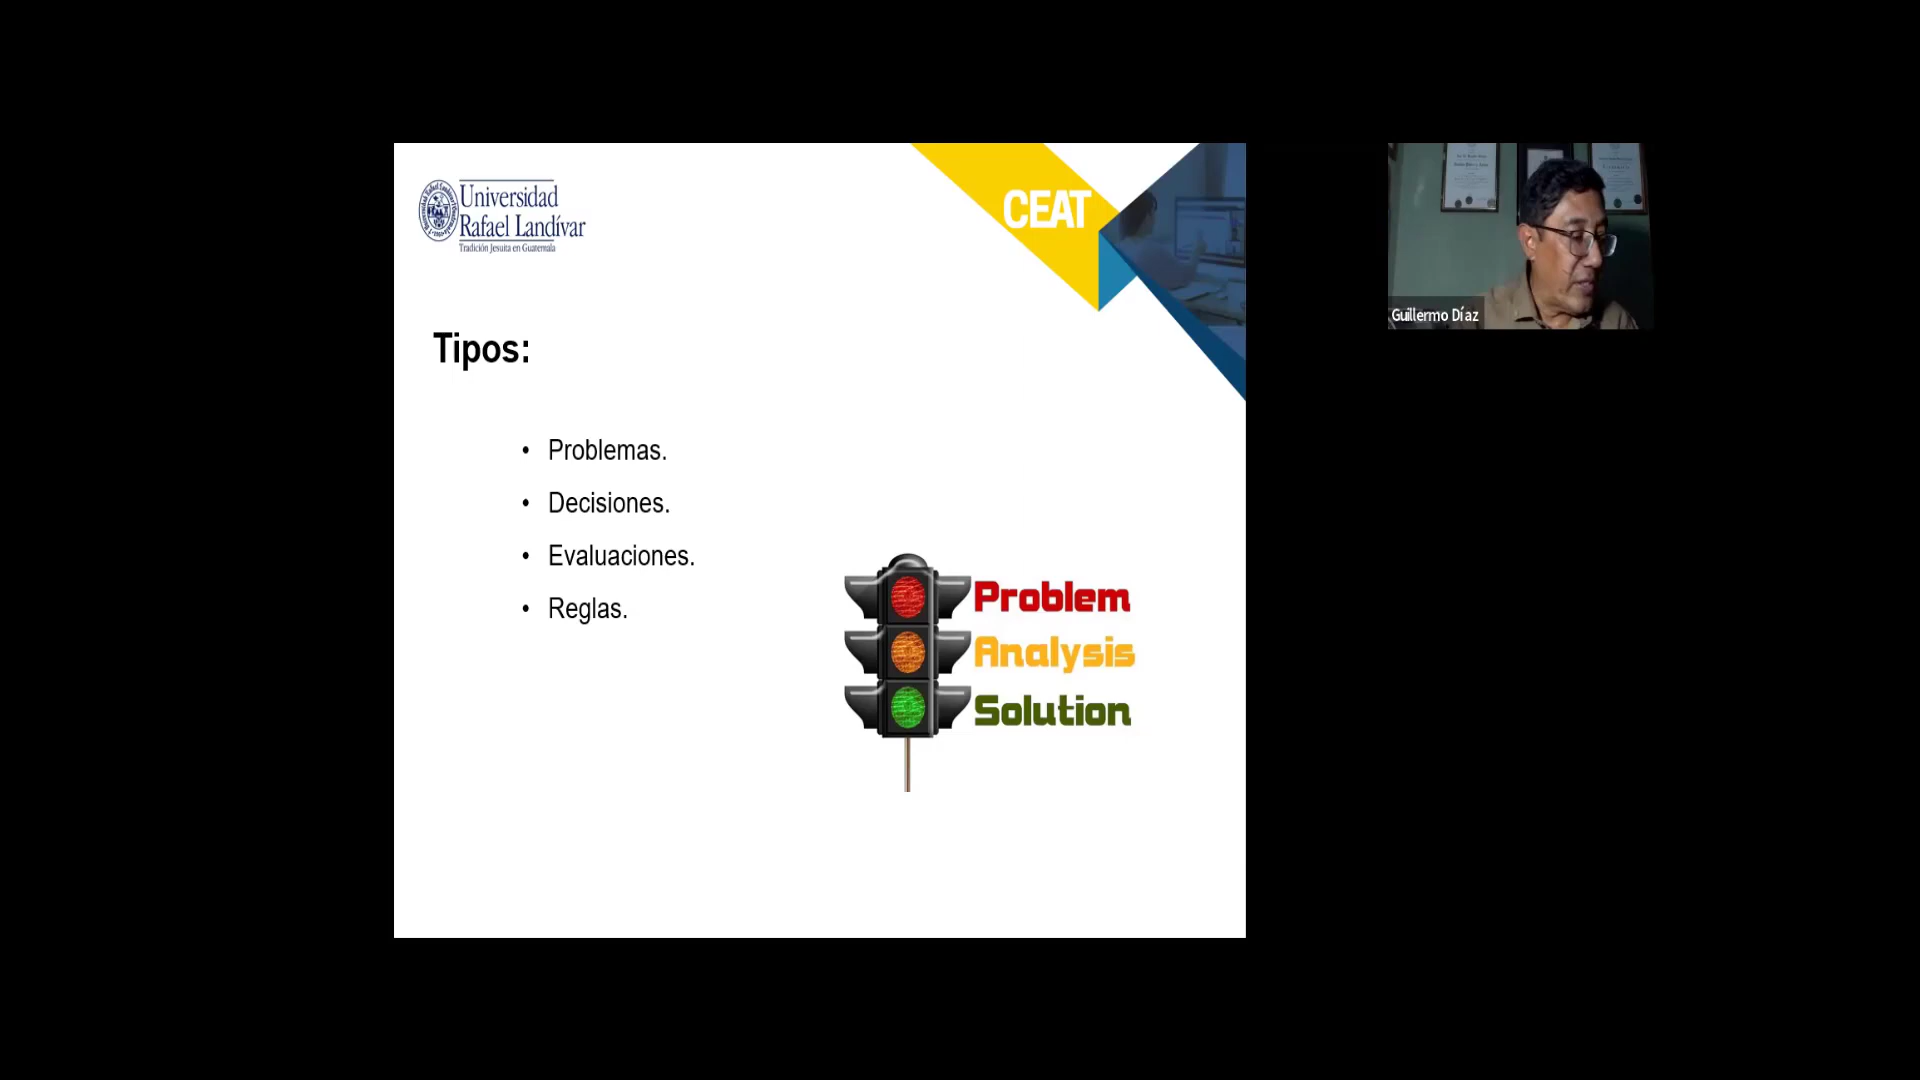 Universidad
Rafael Landívar
Tradición Jesuita en Guatemala
CEAT
Guillermo Díaz
Tipos:
• Problemas.
• Decisiones.
• Evaluaciones.
• Reglas.
Problem
Analysis
Solution